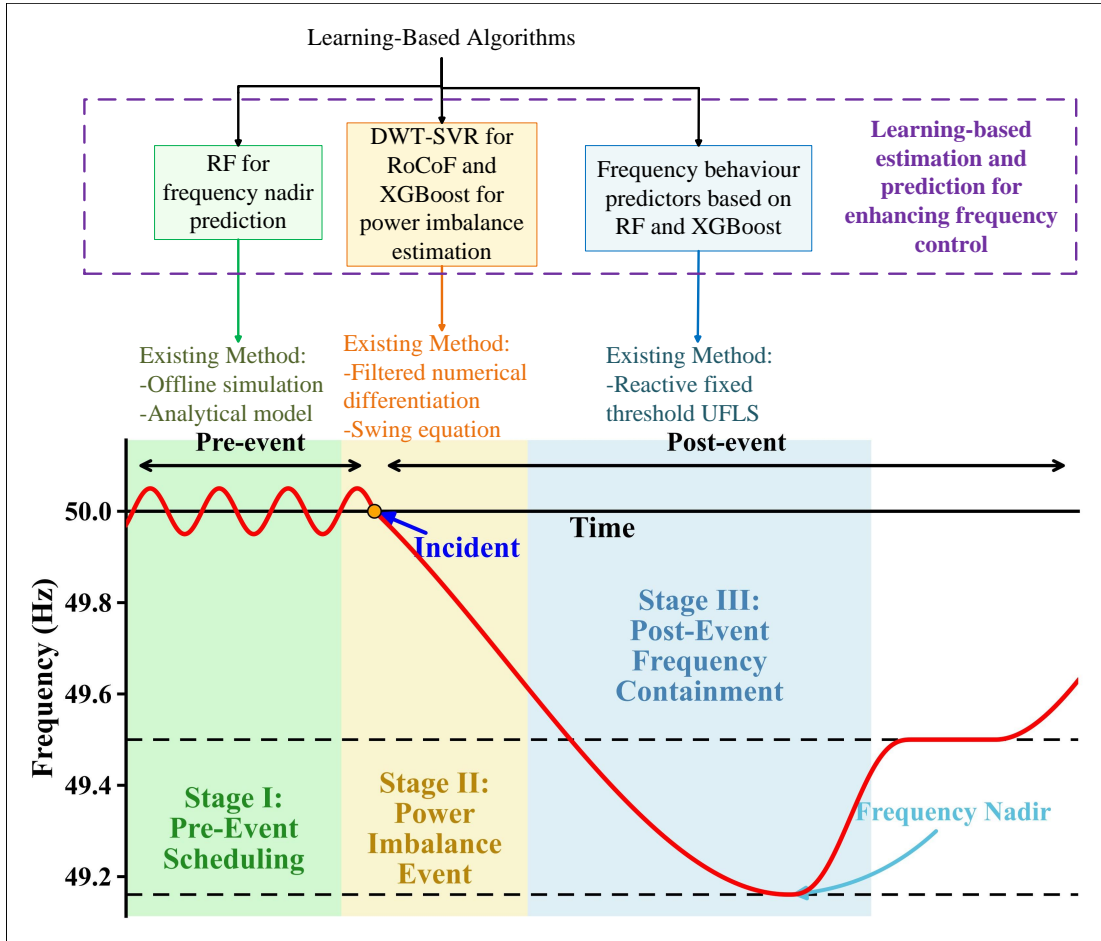 Learning-Based Algorithms
RF for
frequency nadir
prediction
DWT-SVR for
RoCoF and
XGBoost for
power imbalance
estimation
Frequency behaviour
predictors based on
RF and XGBoost
Learning-based
estimation and
prediction for
enhancing frequency
control
Existing Method:
-Offline simulation
-Analytical model
Existing Method:
-Filtered numerical
differentiation
-Swing equation
Existing Method:
-Reactive fixed
threshold UFLS
Pre-event
Post-event
50.0
49.8
49.6
49.4
49.2
Frequency (Hz)
Time
Incident
Stage I:
Pre-Event
Scheduling
Stage II:
Power
Imbalance
Event
Stage III:
Post-Event
Frequency
Containment
Frequency Nadir